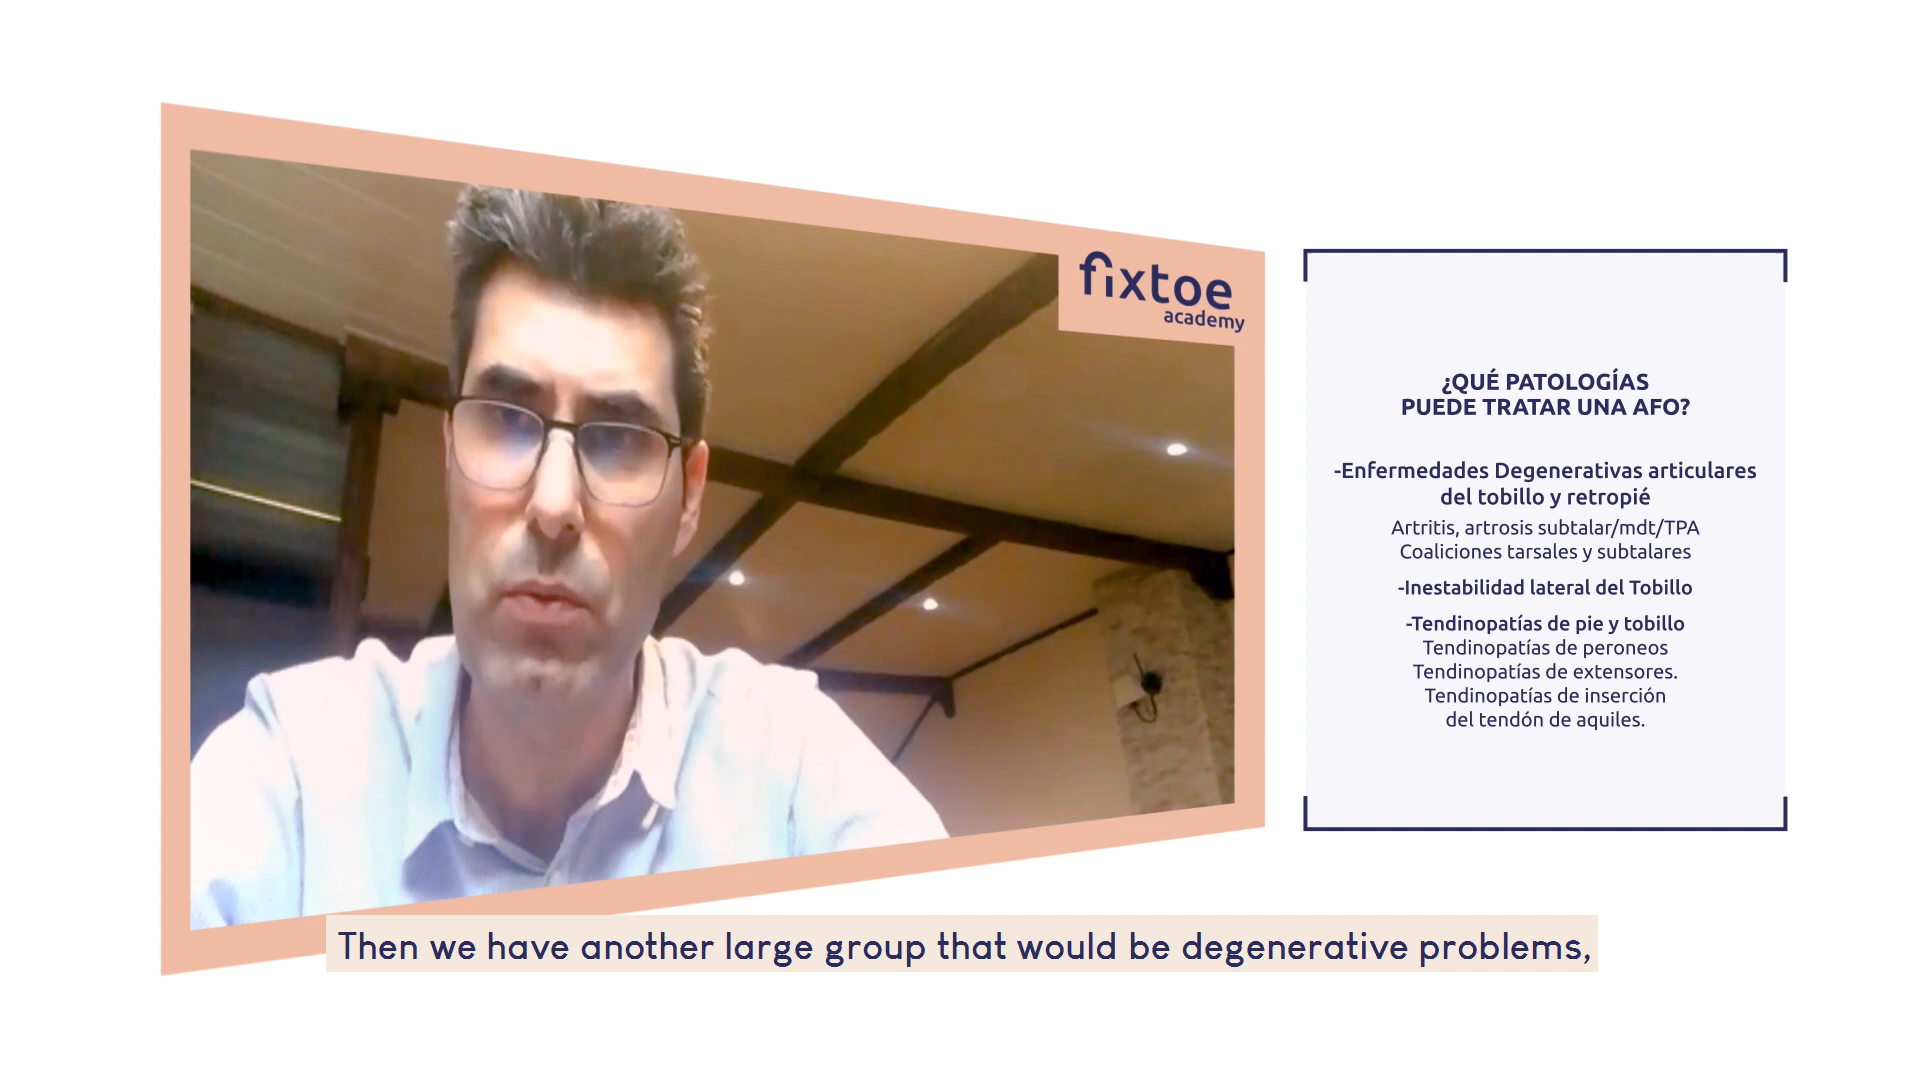 fixtoe
academy
¿QUÉ PATOLOGÍAS
PUEDE TRATAR UNA AFO?
-Enfermedades Degenerativas articulares
del tobillo y retropié
Artritis, artrosis subtalar/mdt/TPA
Coaliciones tarsales y subtalares
-Inestabilidad lateral del Tobillo
-Tendinopatías de pie y tobillo
Tendinopatías de peroneos
Tendinopatías de extensores.
Tendinopatías de inserción
del tendón de aquiles.
Then we have another large group that would be degenerative problems,